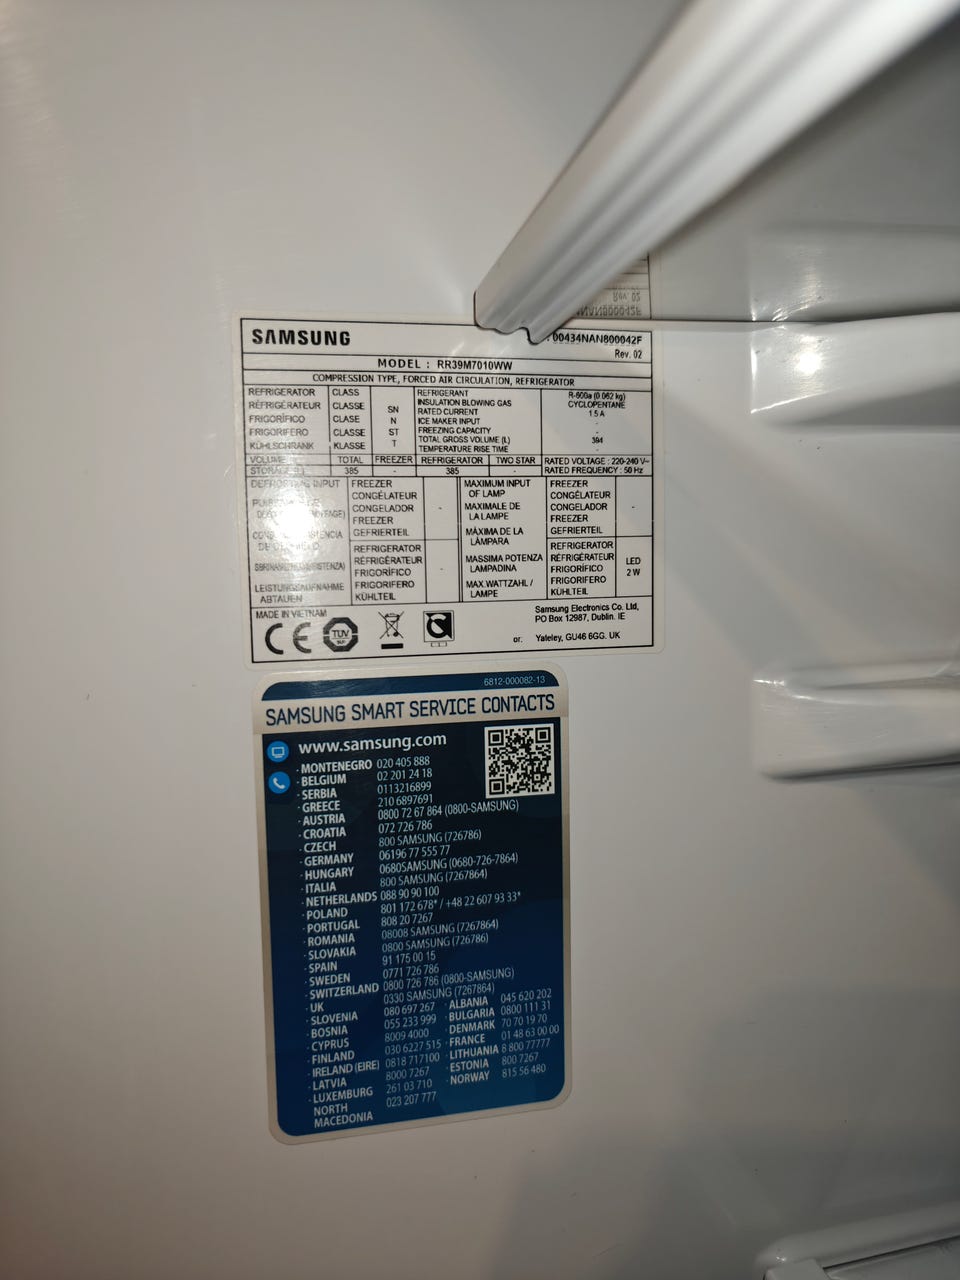 SAMSUNG
00434NAN800042F
Rev. 02
MODEL : RR39M7010WW
COMPRESSION TYPE, FORCED AIR CIRCULATION, REFRIGERATOR
REFRIGERATOR CLASS
RÉFRIGÉRATEUR CLASSE SN
FRIGORÍFICO CLASE N
FRIGORIFERO CLASSE ST
KÜHLSCHRANK KLASSE T
REFRIGERANT R-600a (0.062 kg)
INSULATION BLOWING GAS CYCLOPENTANE
RATED CURRENT 1.5 A
ICE MAKER INPUT -
FREEZING CAPACITY -
TOTAL GROSS VOLUME (L) 394
TEMPERATURE RISE TIME -
VOLUME TOTAL FREEZER REFRIGERATOR TWO STAR RATED VOLTAGE : 220-240 V~
STORAGE 385 - 385 - RATED FREQUENCY : 50 Hz
DEFROSTING INPUT
LEISTUNGSAUFNAHME
ABTAUEN
FREEZER
CONGÉLATEUR
CONGELADOR -
FREEZER
GEFRIERTEIL
REFRIGERATOR
RÉFRIGÉRATEUR
FRIGORÍFICO -
FRIGORIFERO
KÜHLTEIL
MAXIMUM INPUT
OF LAMP
MAXIMALE DE
LA LAMPE
MÁXIMA DE LA
LÁMPARA
MASSIMA POTENZA
LAMPADINA
MAX.WATTZAHL /
LAMPE
FREEZER
CONGÉLATEUR
CONGELADOR -
FREEZER
GEFRIERTEIL
REFRIGERATOR
RÉFRIGÉRATEUR LED
FRIGORÍFICO 2 W
FRIGORIFERO
KÜHLTEIL
MADE IN VIETNAM
CE TÜV
Samsung Electronics Co. Ltd,
PO Box 12987, Dublin. IE
or. Yateley, GU46 6GG. UK
6812-000082-13
SAMSUNG SMART SERVICE CONTACTS
www.samsung.com
· MONTENEGRO 020 405 888
· BELGIUM 02 201 24 18
· SERBIA 0113216899
· GREECE 210 6897691
· AUSTRIA 0800 72 67 864 (0800-SAMSUNG)
· CROATIA 072 726 786
· CZECH 800 SAMSUNG (726786)
· GERMANY 06196 77 555 77
· HUNGARY 0680SAMSUNG (0680-726-7864)
· ITALIA 800 SAMSUNG (7267864)
· NETHERLANDS 088 90 90 100
· POLAND 801 172 678* / +48 22 607 93 33*
· PORTUGAL 808 20 7267
· ROMANIA 08008 SAMSUNG (7267864)
· SLOVAKIA 0800 SAMSUNG (726786)
· SPAIN 91 175 00 15
· SWEDEN 0771 726 786
· SWITZERLAND 0800 726 786 (0800-SAMSUNG)
· UK 0330 SAMSUNG (7267864)
· SLOVENIA 080 697 267
· BOSNIA 055 233 999
· CYPRUS 8009 4000
· FINLAND 030 6227 515
· IRELAND (EIRE) 0818 717100
· LATVIA 8000 7267
· LUXEMBURG 261 03 710
· NORTH 023 207 777
MACEDONIA
· ALBANIA 045 620 202
· BULGARIA 0800 111 31
· DENMARK 70 70 19 70
· FRANCE 01 48 63 00 00
· LITHUANIA 8 800 77777
· ESTONIA 800 7267
· NORWAY 815 56 480